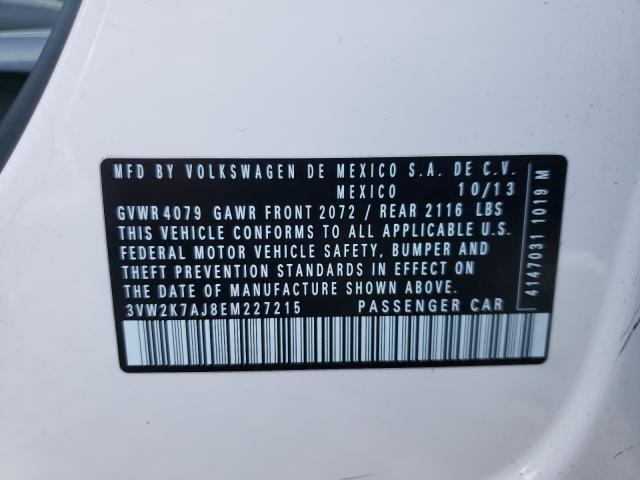 MFD BY VOLKSWAGEN DE MEXICO S.A. DE C.V.
MEXICO 10/13
GVWR 4079 GAWR FRONT 2072 / REAR 2116 LBS
THIS VEHICLE CONFORMS TO ALL APPLICABLE U.S.
FEDERAL MOTOR VEHICLE SAFETY, BUMPER AND
THEFT PREVENTION STANDARDS IN EFFECT ON
THE DATE OF MANUFACTURE SHOWN ABOVE.
3VW2K7AJ8EM227215 PASSENGER CAR
4147031 1019 M